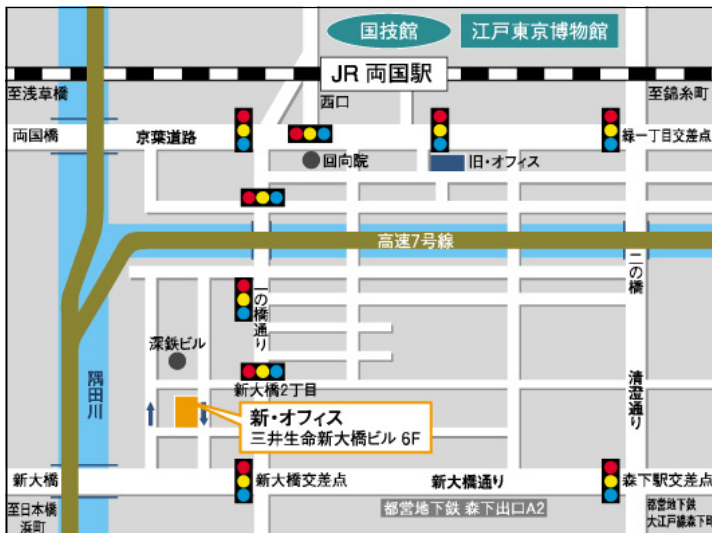 国技館
江戸東京博物館
JR 両国駅
至浅草橋
西口
至錦糸町
両国橋
京葉道路
緑一丁目交差点
回向院
旧・オフィス
高速7号線
二の橋
一の橋通り
深鉄ビル
隅田川
新大橋2丁目
清澄通り
新・オフィス
三井生命新大橋ビル 6F
新大橋
新大橋交差点
新大橋通り
森下駅交差点
至日本橋
浜町
都営地下鉄 森下出口A2
都営地下鉄
大江戸線森下町